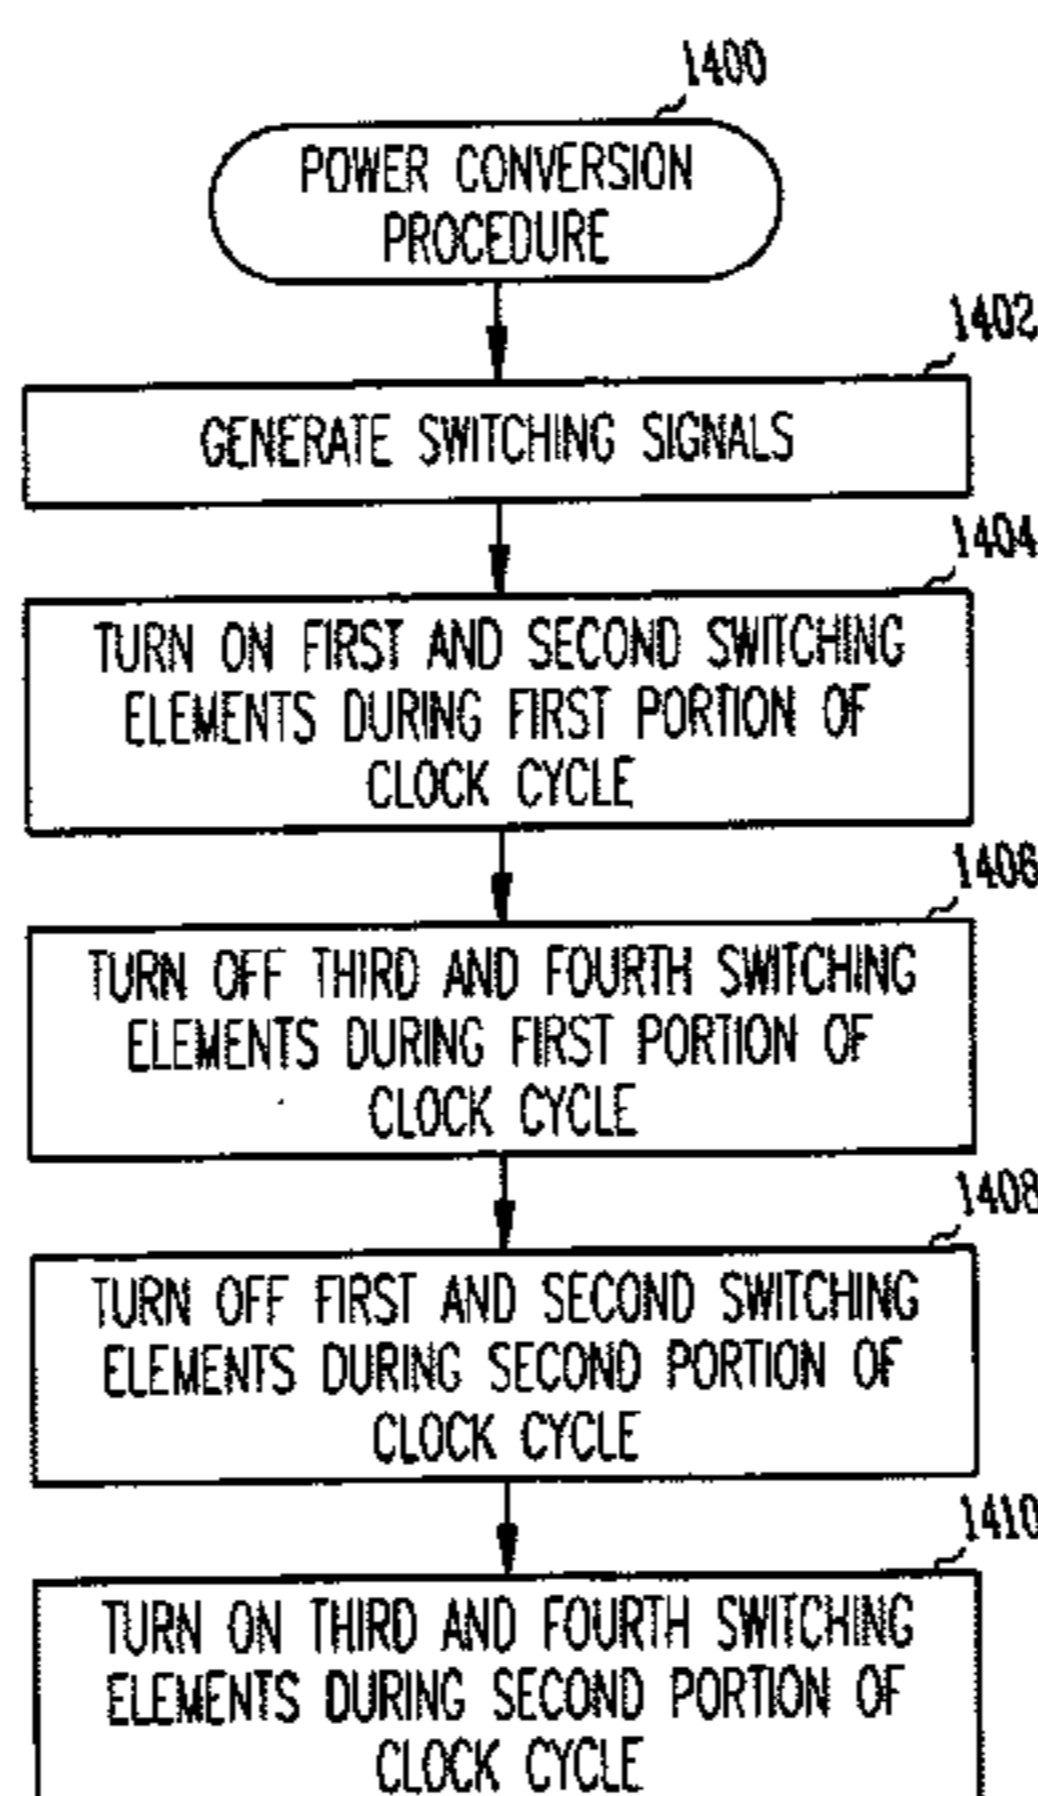 1400
POWER CONVERSION
PROCEDURE
1402
GENERATE SWITCHING SIGNALS
1404
TURN ON FIRST AND SECOND SWITCHING
ELEMENTS DURING FIRST PORTION OF
CLOCK CYCLE
1406
TURN OFF THIRD AND FOURTH SWITCHING
ELEMENTS DURING FIRST PORTION OF
CLOCK CYCLE
1408
TURN OFF FIRST AND SECOND SWITCHING
ELEMENTS DURING SECOND PORTION OF
CLOCK CYCLE
1410
TURN ON THIRD AND FOURTH SWITCHING
ELEMENTS DURING SECOND PORTION OF
CLOCK CYCLE